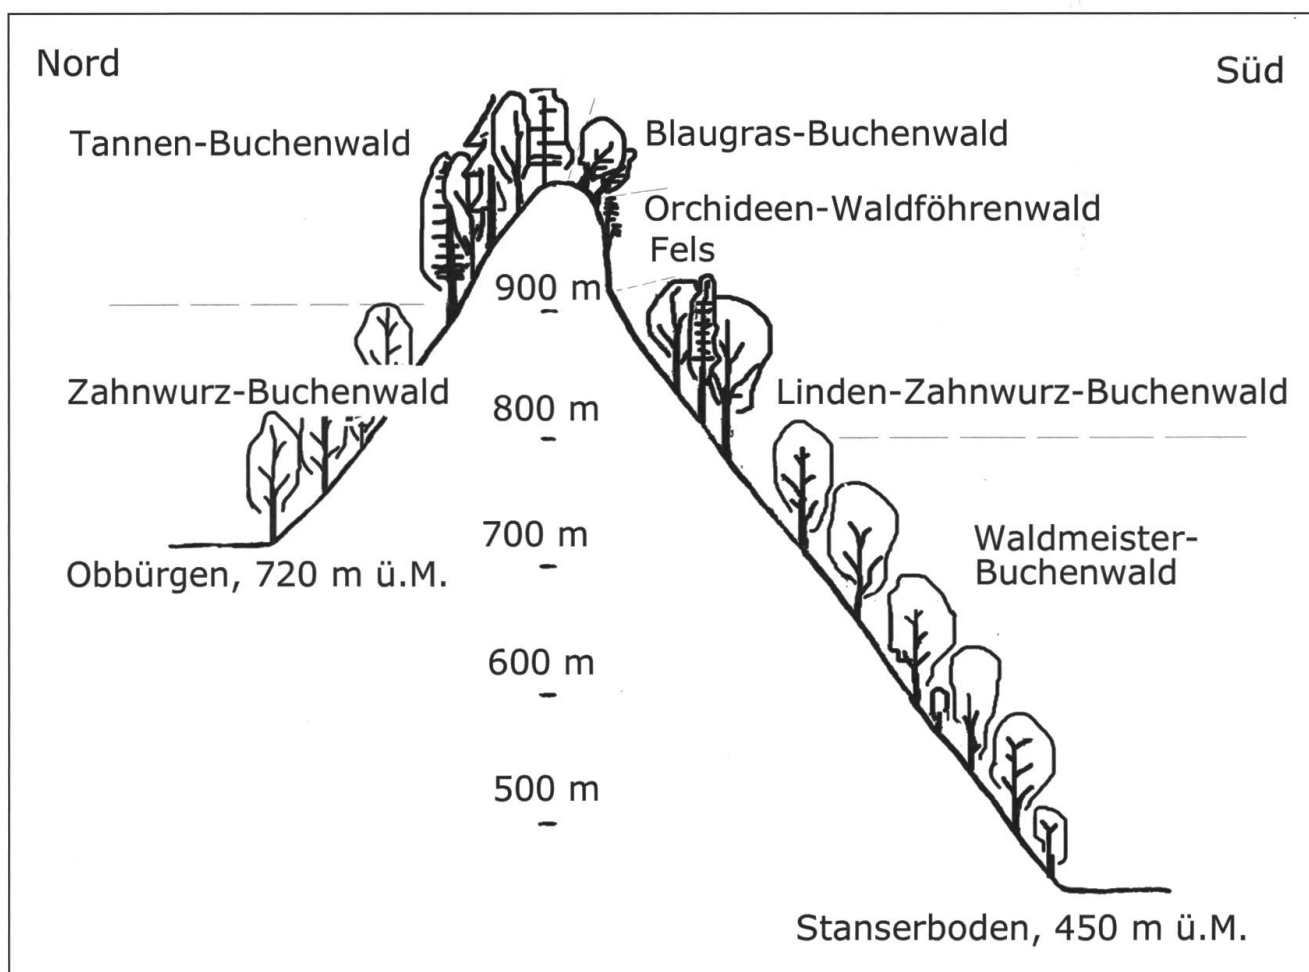 Nord
Süd
Tannen-Buchenwald
Blaugras-Buchenwald
Orchideen-Waldföhrenwald
Fels
900 m
Zahnwurz-Buchenwald
Linden-Zahnwurz-Buchenwald
800 m
700 m
Waldmeister-
Buchenwald
Obbürgen, 720 m ü.M.
600 m
500 m
Stanserboden, 450 m ü.M.